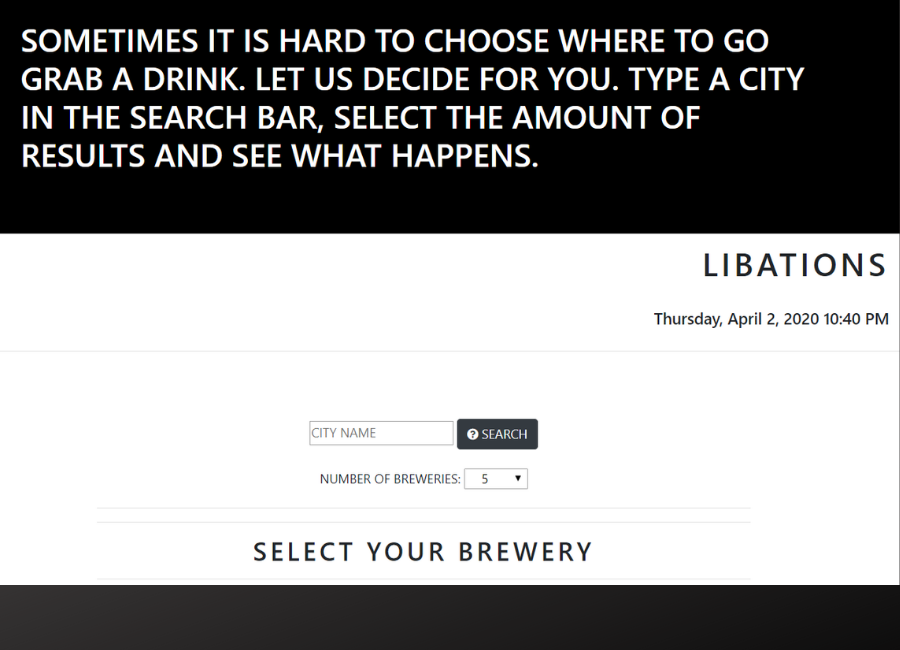 SOMETIMES IT IS HARD TO CHOOSE WHERE TO GO
GRAB A DRINK. LET US DECIDE FOR YOU. TYPE A CITY
IN THE SEARCH BAR, SELECT THE AMOUNT OF
RESULTS AND SEE WHAT HAPPENS.
LIBATIONS
Thursday, April 2, 2020 10:40 PM
CITY NAME
SEARCH
NUMBER OF BREWERIES: 5
SELECT YOUR BREWERY